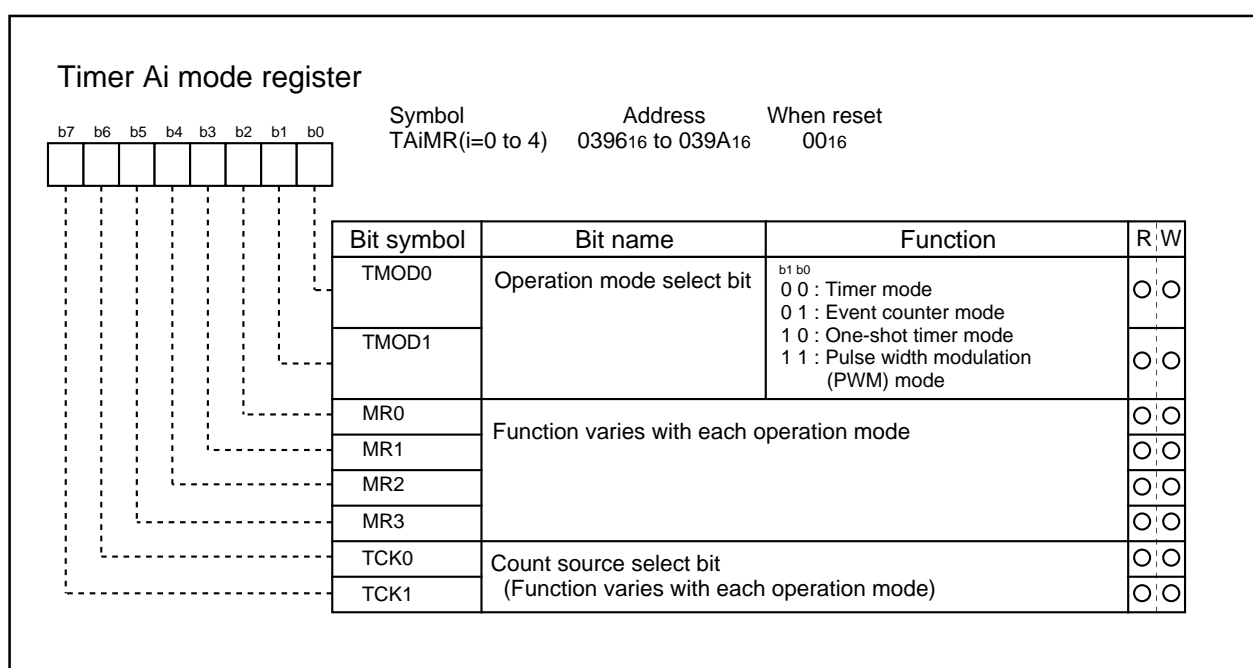 Timer Ai mode register
Symbol Address When reset
TAiMR(i=0 to 4) 039616 to 039A16 0016
b7 b6 b5 b4 b3 b2 b1 b0
Bit symbol Bit name Function R W
TMOD0 Operation mode select bit
b1 b0
0 0 : Timer mode
0 1 : Event counter mode
TMOD1 1 0 : One-shot timer mode
1 1 : Pulse width modulation
(PWM) mode
MR0
Function varies with each operation mode
MR1
MR2
MR3
TCK0 Count source select bit
TCK1 (Function varies with each operation mode)